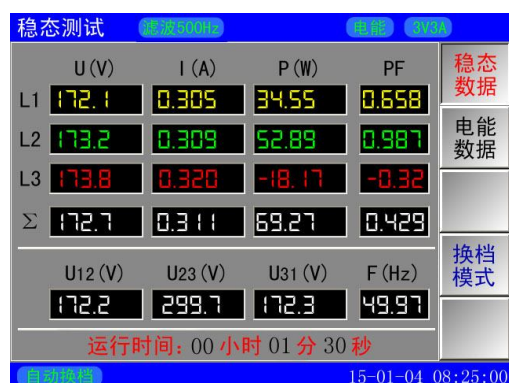 稳态测试 滤波500Hz 电能 3V3A
U(V) I(A) P(W) PF
L1 172.1 0.305 34.55 0.658
L2 173.2 0.309 52.89 0.987
L3 173.8 0.320 -18.17 -0.32
Σ 172.7 0.311 69.27 0.429
U12(V) U23(V) U31(V) F(Hz)
172.2 299.7 172.3 49.97
运行时间: 00 小时 01 分 30 秒
稳态
数据
电能
数据
换档
模式
自动换档 15-01-04 08:25:00